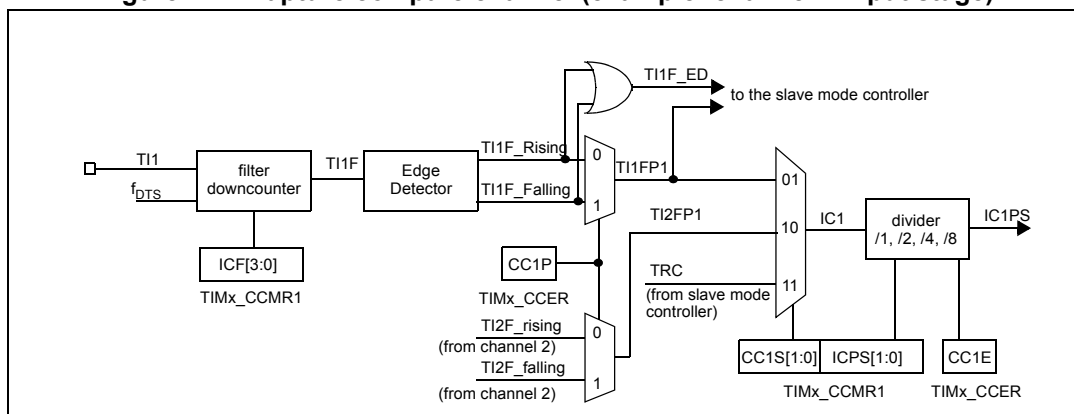 TI1F_ED
to the slave mode controller
TI1
f DTS
filter
downcounter
TI1F
Edge
Detector
TI1F_Rising
TI1F_Falling
0
1
TI1FP1
TI2FP1
01
10
11
IC1
divider
/1, /2, /4, /8
IC1PS
ICF[3:0]
TIMx_CCMR1
CC1P
TIMx_CCER
TRC
(from slave mode
controller)
TI2F_rising
(from channel 2)
TI2F_falling
(from channel 2)
0
1
CC1S[1:0]
ICPS[1:0]
CC1E
TIMx_CCMR1
TIMx_CCER